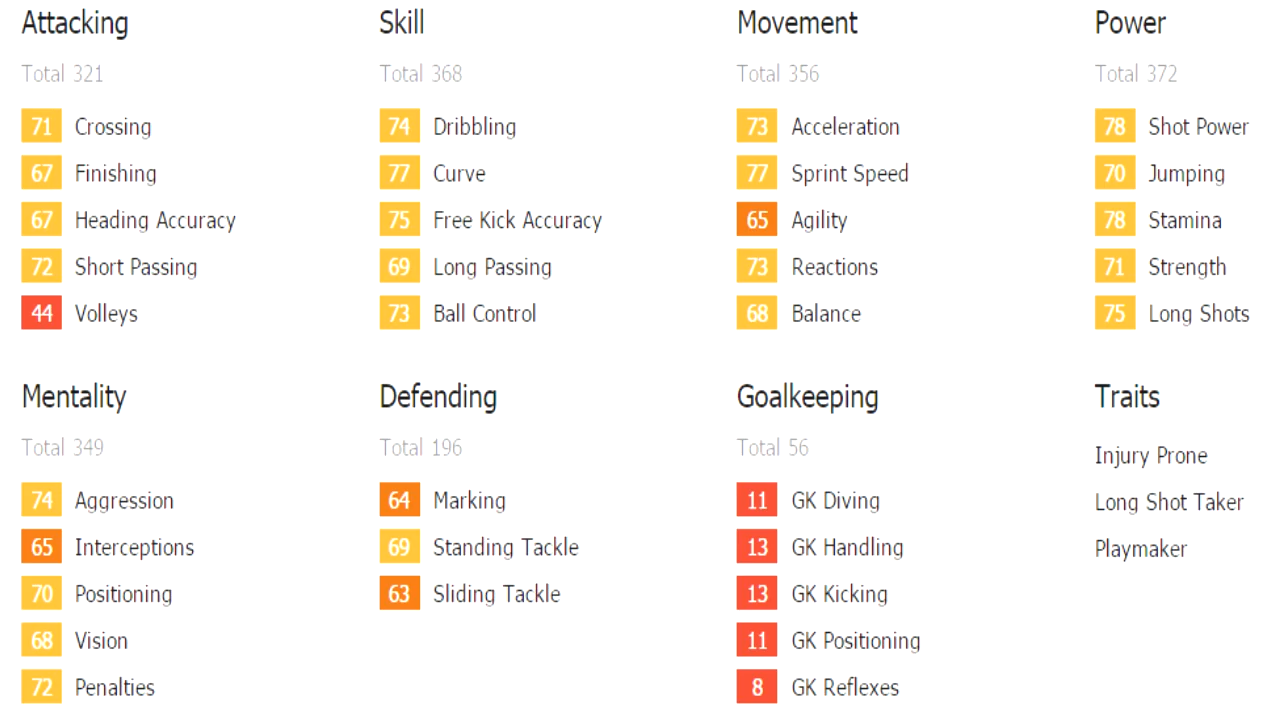 Attacking
Total 321
71 Crossing
67 Finishing
67 Heading Accuracy
72 Short Passing
44 Volleys
Skill
Total 368
74 Dribbling
77 Curve
75 Free Kick Accuracy
69 Long Passing
73 Ball Control
Movement
Total 356
73 Acceleration
77 Sprint Speed
65 Agility
73 Reactions
68 Balance
Power
Total 372
78 Shot Power
70 Jumping
78 Stamina
71 Strength
75 Long Shots
Mentality
Total 349
74 Aggression
65 Interceptions
70 Positioning
68 Vision
72 Penalties
Defending
Total 196
64 Marking
69 Standing Tackle
63 Sliding Tackle
Goalkeeping
Total 56
11 GK Diving
13 GK Handling
13 GK Kicking
11 GK Positioning
8 GK Reflexes
Traits
Injury Prone
Long Shot Taker
Playmaker